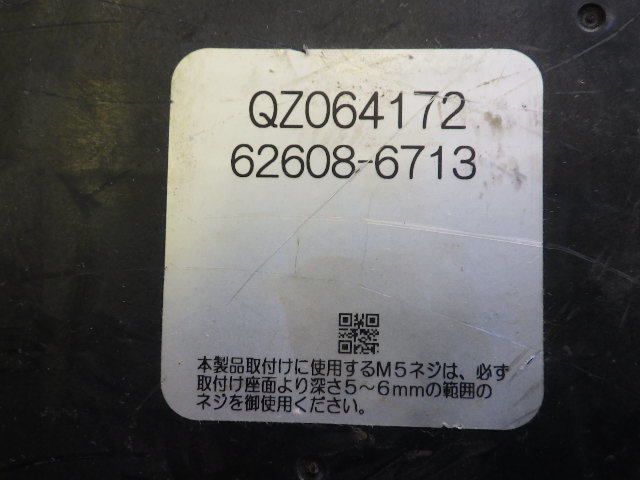 QZ064172
62608-6713
本製品取付けに使用するM5ネジは、必ず
取付け座面より深さ5～6mmの範囲の
ネジを御使用ください。